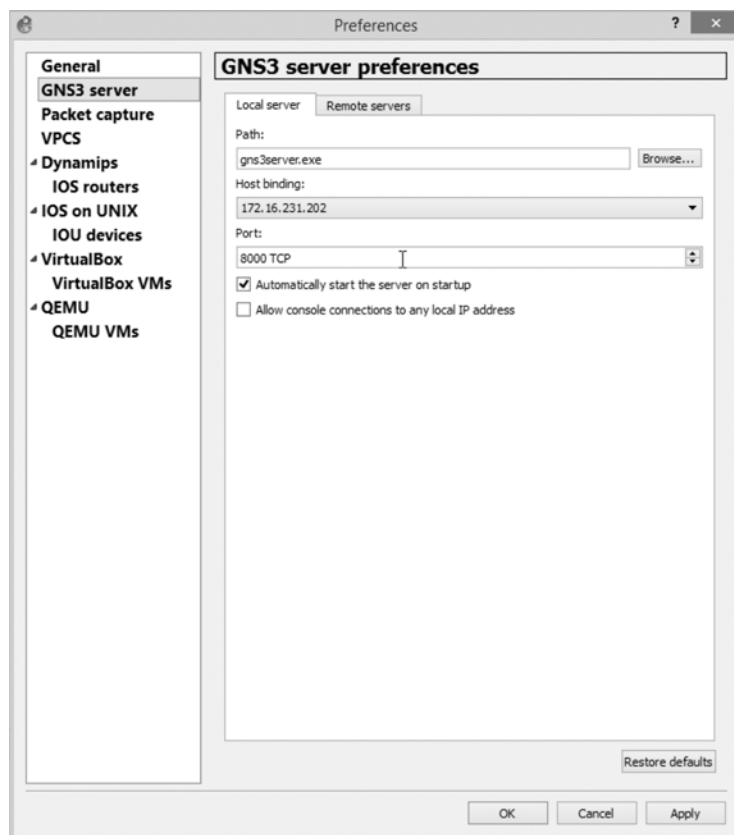 Preferences
?
×
General
GNS3 server
Packet capture
VPCS
Dynamips
IOS routers
IOS on UNIX
IOU devices
VirtualBox
VirtualBox VMs
QEMU
QEMU VMs
GNS3 server preferences
Local server
Remote servers
Path:
gns3server.exe
Browse...
Host binding:
172.16.231.202
Port:
8000 TCP
Automatically start the server on startup
Allow console connections to any local IP address
Restore defaults
OK
Cancel
Apply